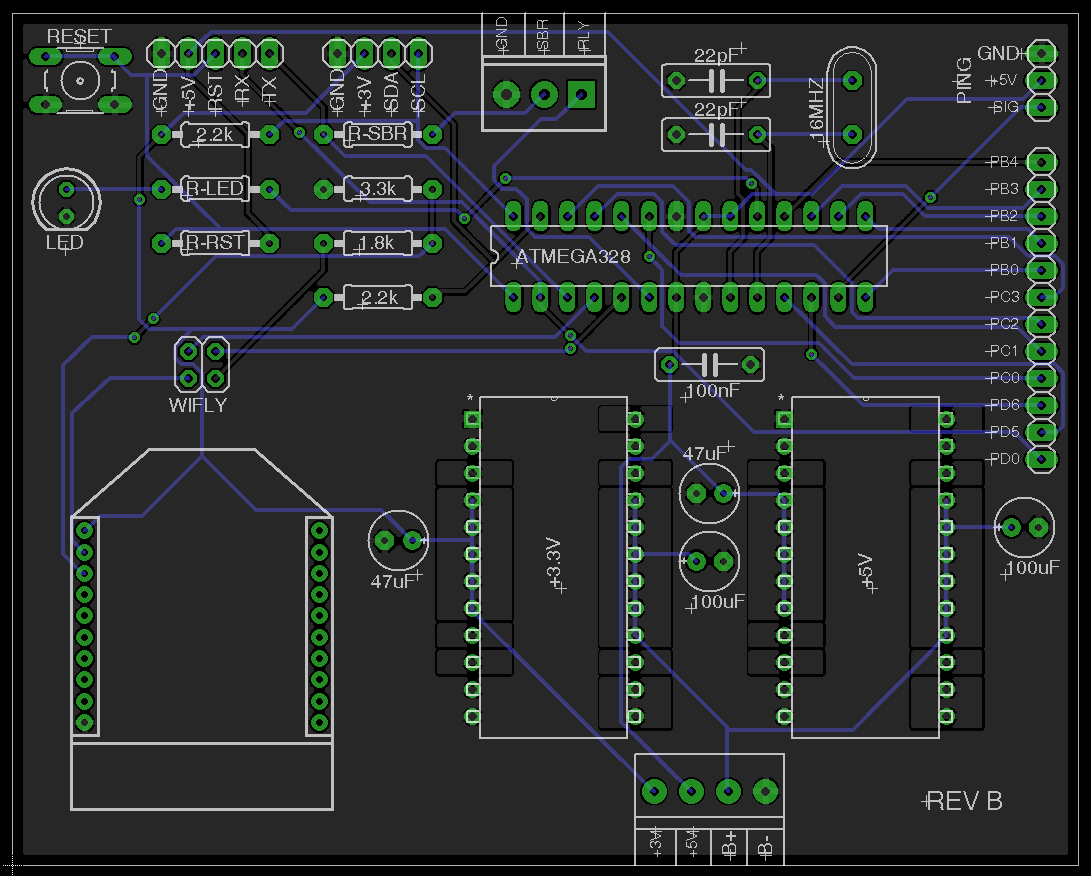 RESET
GND
+5V
RST
RX
TX
GND
+3V
SDA
SCL
GND
SBR
RLY
22pF
22pF
16MHZ
PING
GND
+5V
SIG
2.2k
R-SBR
R-LED
3.3k
R-RST
1.8k
2.2k
LED
ATMEGA328
PB4
PB3
PB2
PB1
PB0
PC3
PC2
PC1
PC0
PD6
PD5
PD0
WIFLY
100nF
*
*
47uF
47uF
100uF
100uF
+3.3V
+5V
+3V
+5V
B+
B-
REV B